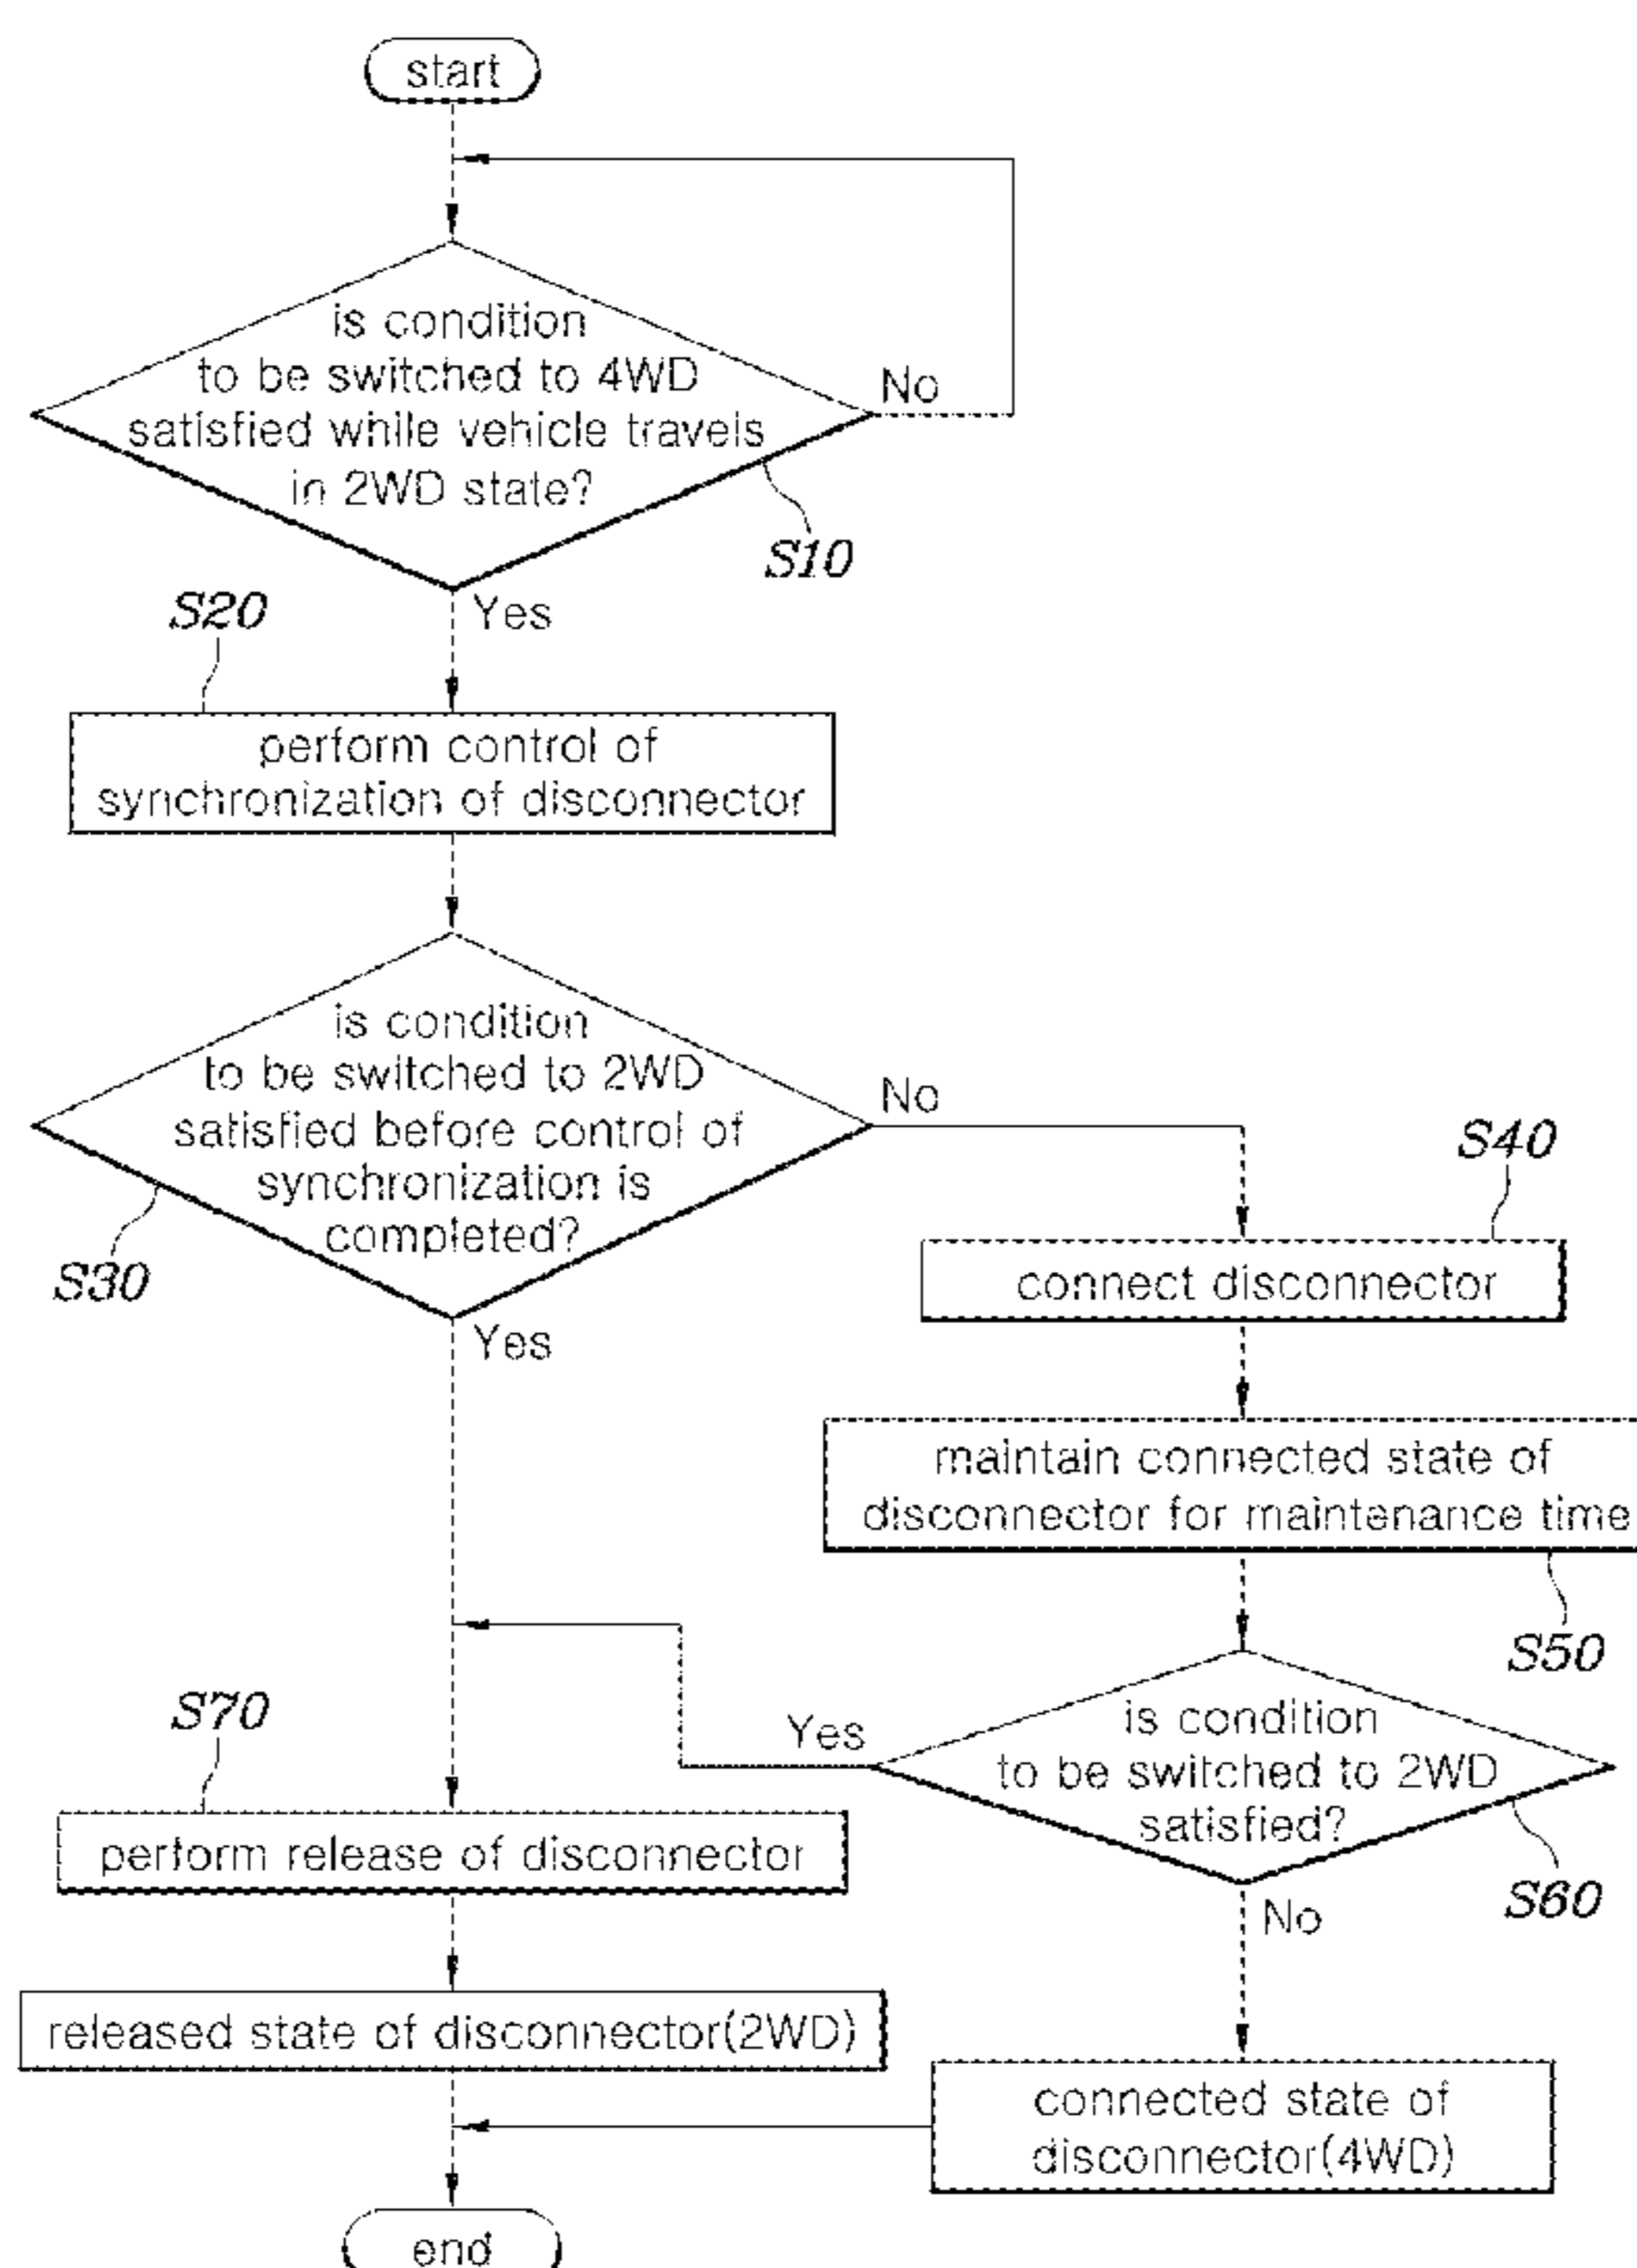 start
is condition
to be switched to 4WD
satisfied while vehicle travels
in 2WD state?
No
S10
Yes
S20
perform control of
synchronization of disconnector
is condition
to be switched to 2WD
satisfied before control of
synchronization is
completed?
No
S30
Yes
S40
connect disconnector
maintain connected state of
disconnector for maintenance time
S50
is condition
to be switched to 2WD
satisfied?
Yes
S60
No
S70
perform release of disconnector
released state of disconnector(2WD)
connected state of
disconnector(4WD)
end